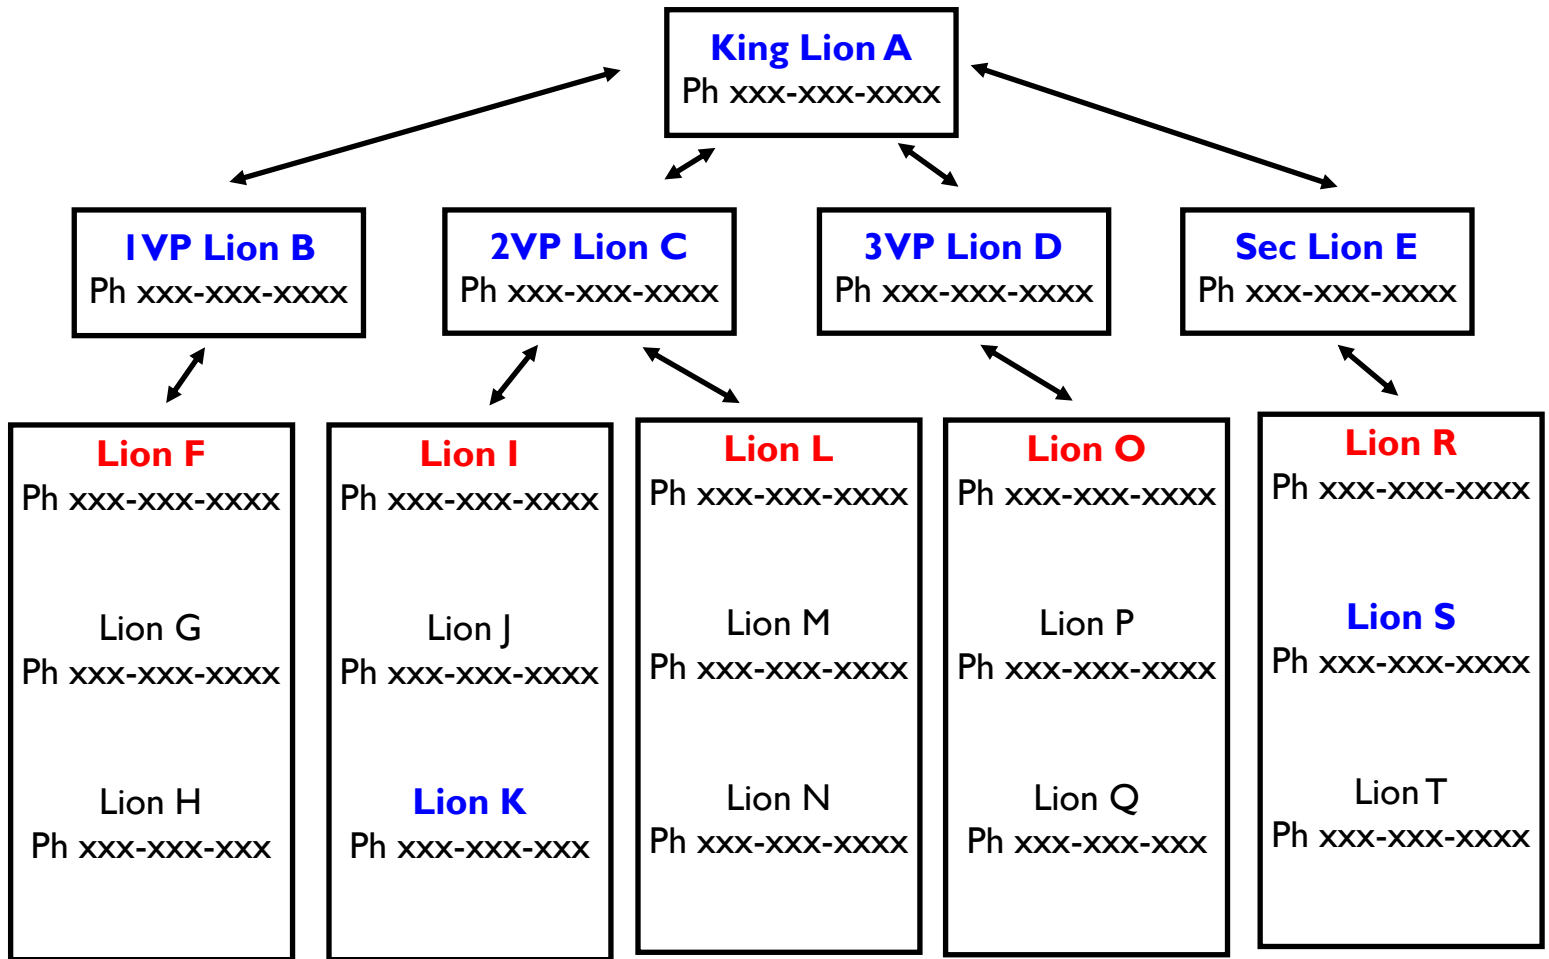 King Lion A
Ph xxx-xxx-xxxx
1VP Lion B
Ph xxx-xxx-xxxx
2VP Lion C
Ph xxx-xxx-xxxx
3VP Lion D
Ph xxx-xxx-xxxx
Sec Lion E
Ph xxx-xxx-xxxx
Lion F
Ph xxx-xxx-xxxx
Lion G
Ph xxx-xxx-xxxx
Lion H
Ph xxx-xxx-xxx
Lion I
Ph xxx-xxx-xxxx
Lion J
Ph xxx-xxx-xxxx
Lion K
Ph xxx-xxx-xxx
Lion L
Ph xxx-xxx-xxxx
Lion M
Ph xxx-xxx-xxxx
Lion N
Ph xxx-xxx-xxxx
Lion O
Ph xxx-xxx-xxxx
Lion P
Ph xxx-xxx-xxxx
Lion Q
Ph xxx-xxx-xxx
Lion R
Ph xxx-xxx-xxxx
Lion S
Ph xxx-xxx-xxxx
Lion T
Ph xxx-xxx-xxxx